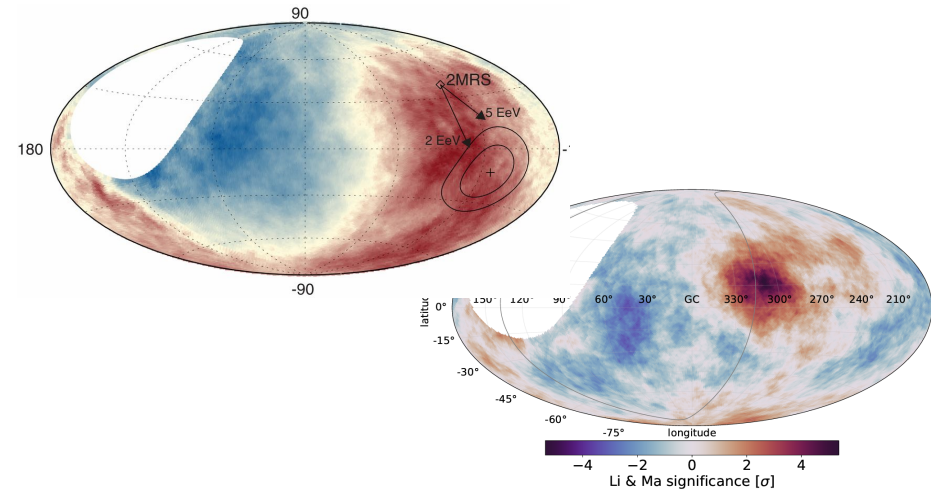 90
2MRS
5 EeV
2 EeV
180
-90
150° 120° 90° 60° 30° GC 330° 300° 270° 240° 210°
0°
-15°
-30°
-45°
-60°
-75°
longitude
−4 −2 0 2 4
Li & Ma significance [σ]